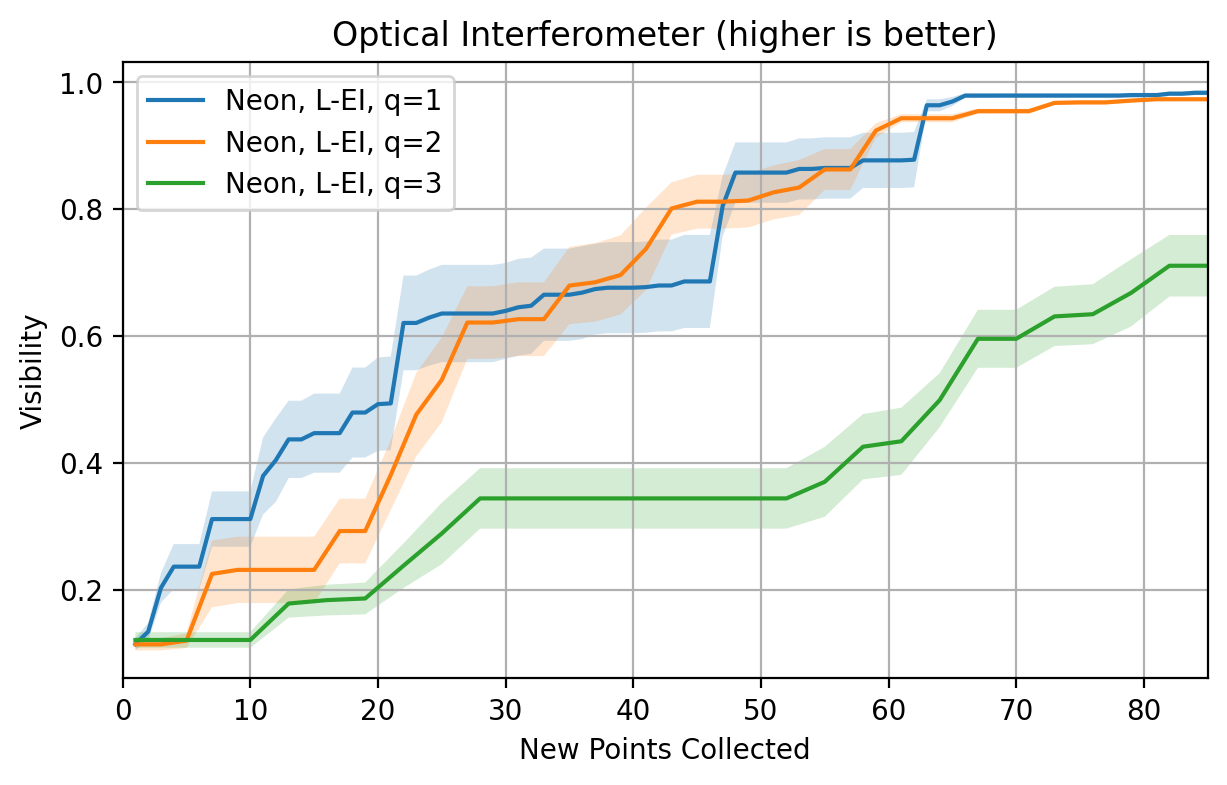 Optical Interferometer (higher is better)
Neon, L-EI, q=1
Neon, L-EI, q=2
Neon, L-EI, q=3
1.0
0.8
0.6
0.4
0.2
Visibility
0 10 20 30 40 50 60 70 80
New Points Collected